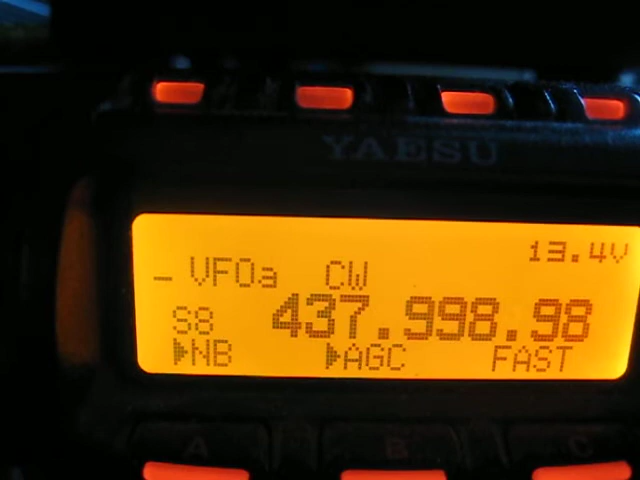 YAESU
13.4V
– VFOa CW
S8 437.998.98
▶NB ▶AGC FAST
A B C